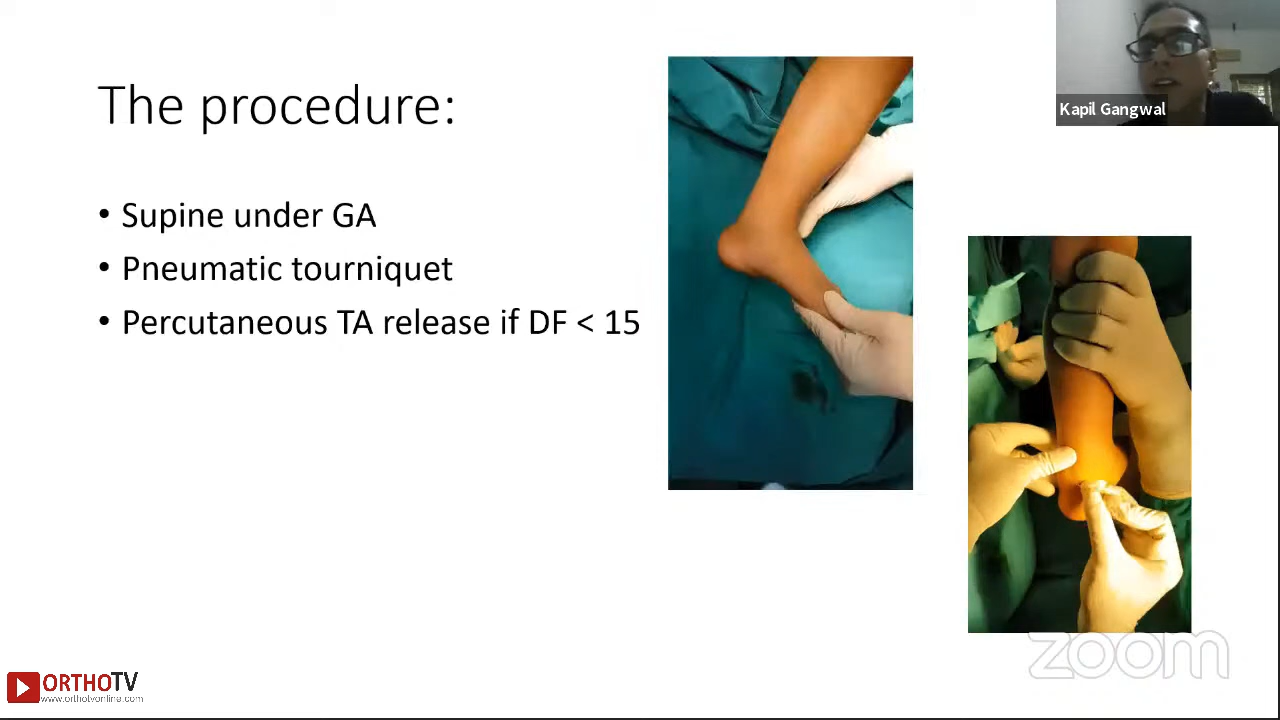 The procedure:
• Supine under GA
• Pneumatic tourniquet
• Percutaneous TA release if DF < 15
Kapil Gangwal
zoom
ORTHOTV
www.orthotvonline.com